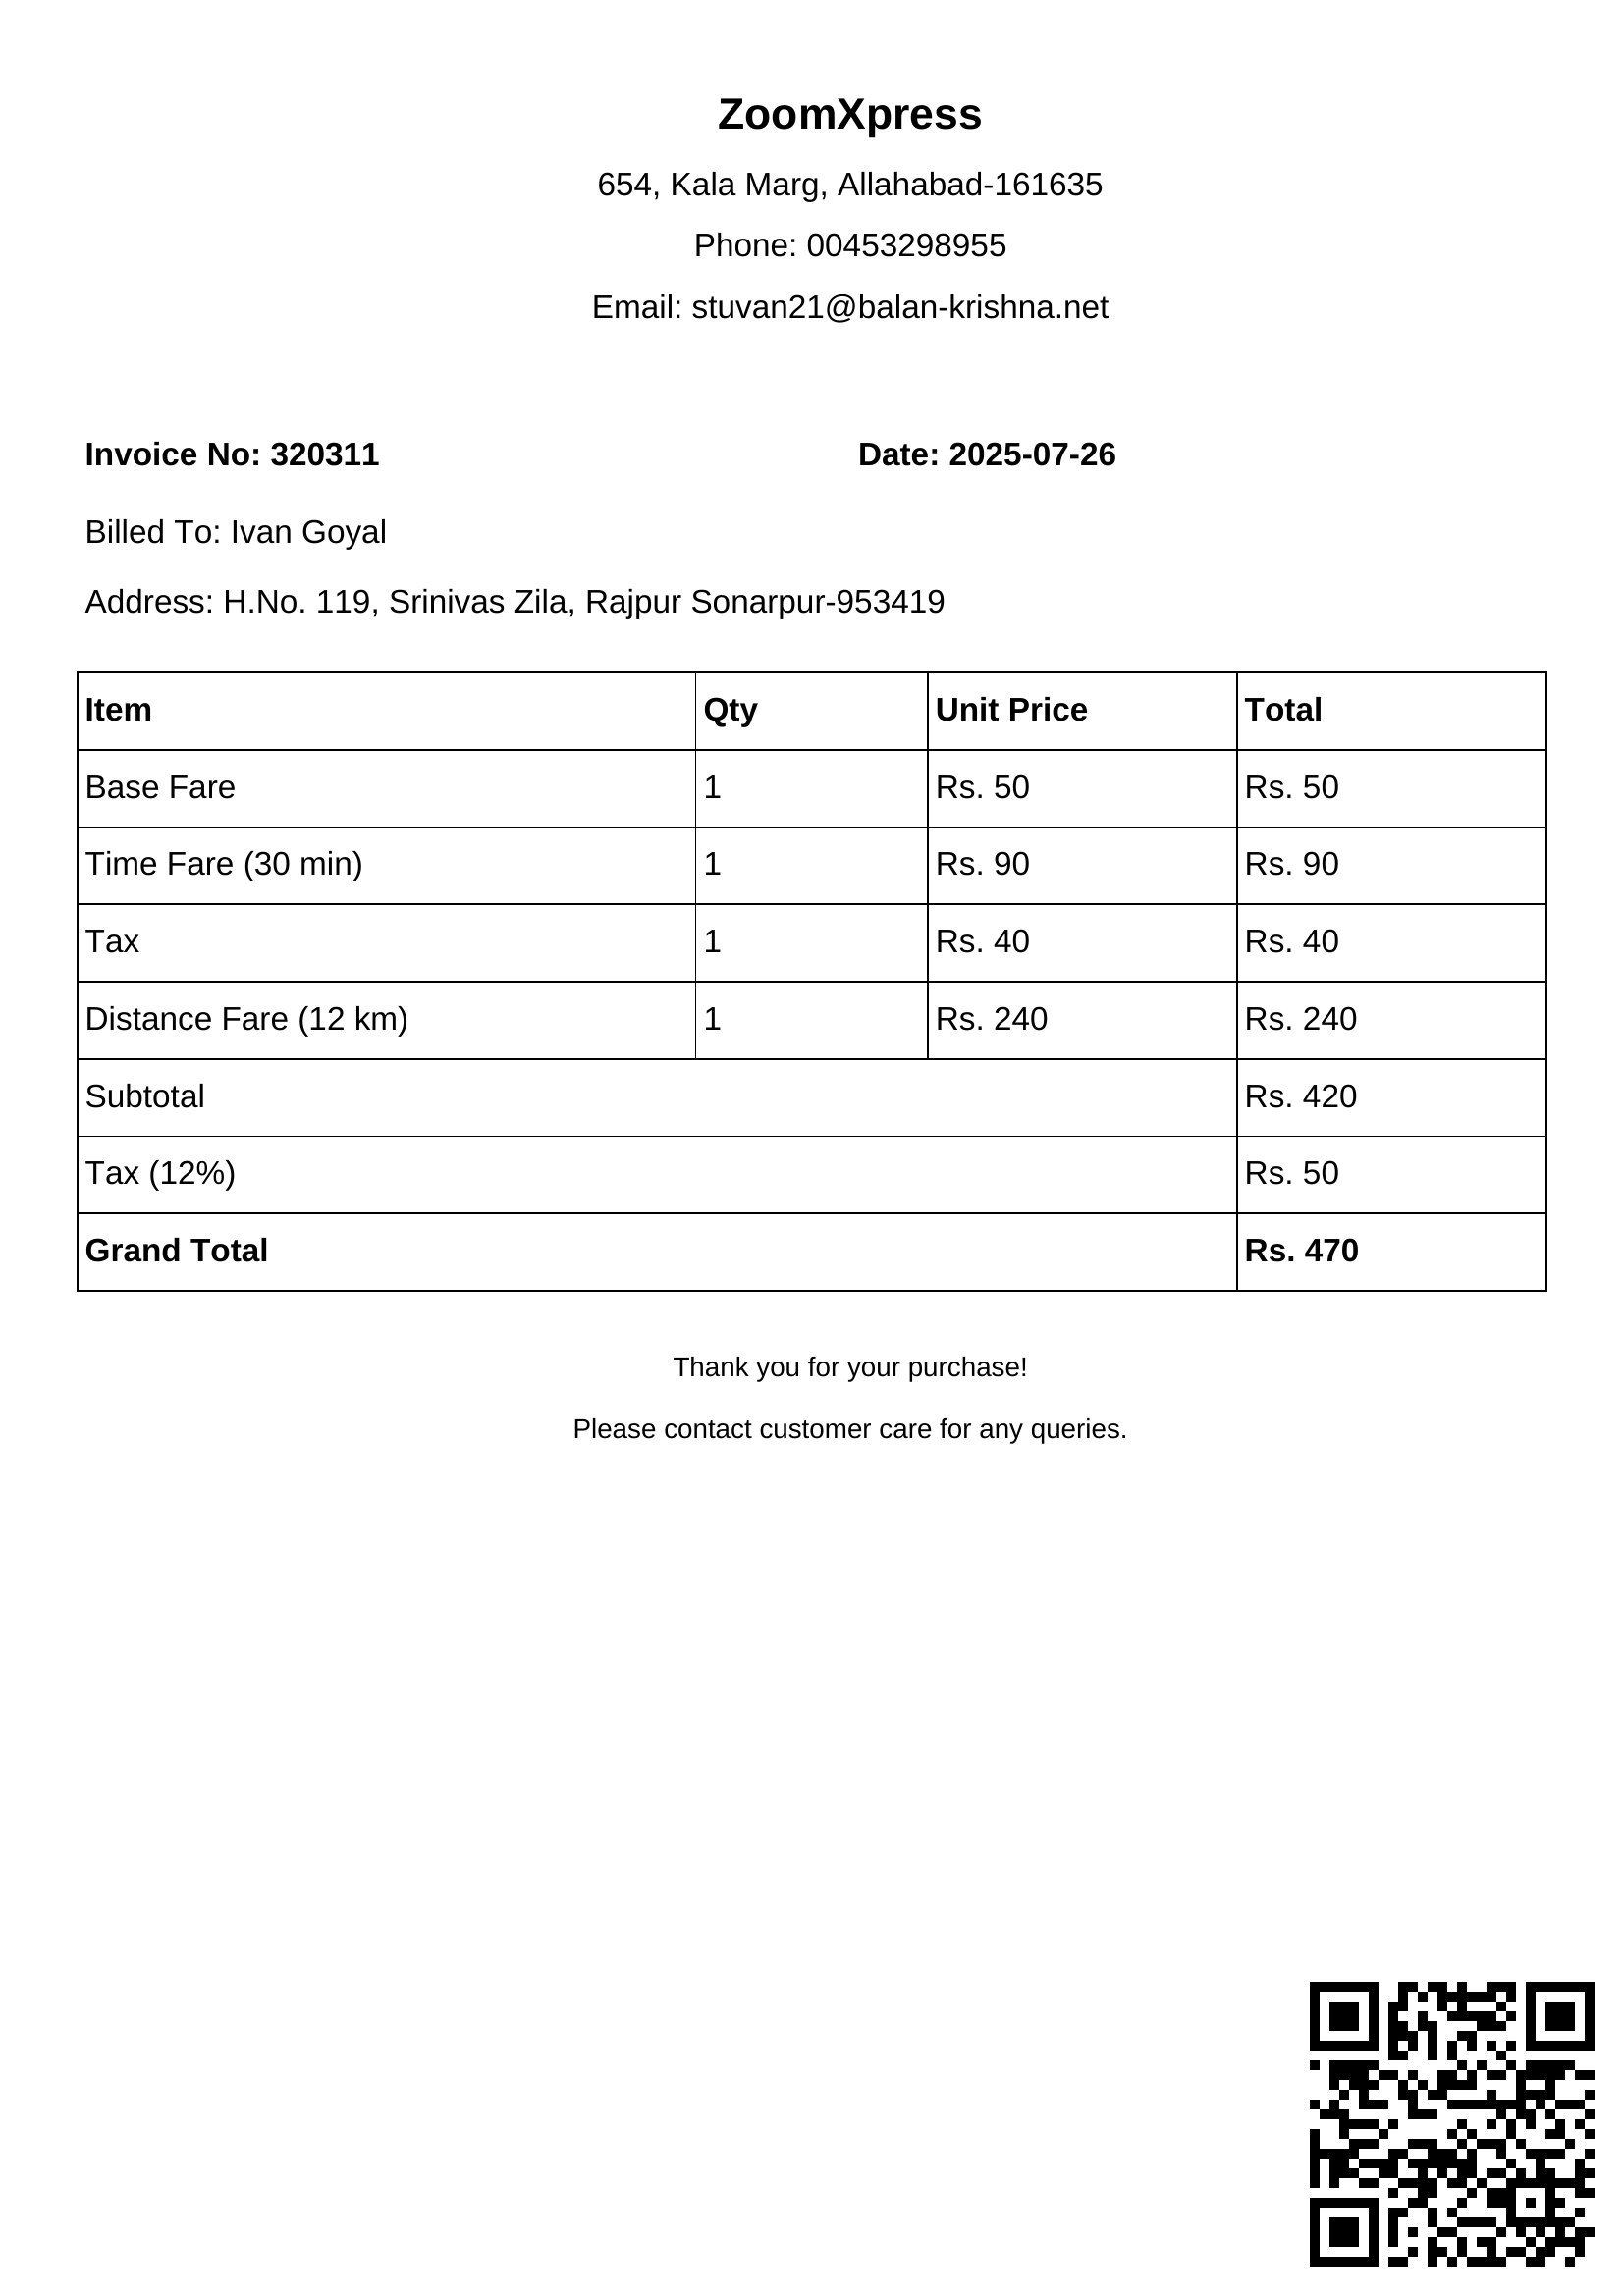 ZoomXpress
654, Kala Marg, Allahabad-161635
Phone: 00453298955
Email: stuvan21@balan-krishna.net
Invoice No: 320311 Date: 2025-07-26
Billed To: Ivan Goyal
Address: H.No. 119, Srinivas Zila, Rajpur Sonarpur-953419
Item Qty Unit Price Total
Base Fare 1 Rs. 50 Rs. 50
Time Fare (30 min) 1 Rs. 90 Rs. 90
Tax 1 Rs. 40 Rs. 40
Distance Fare (12 km) 1 Rs. 240 Rs. 240
Subtotal Rs. 420
Tax (12%) Rs. 50
Grand Total Rs. 470
Thank you for your purchase!
Please contact customer care for any queries.